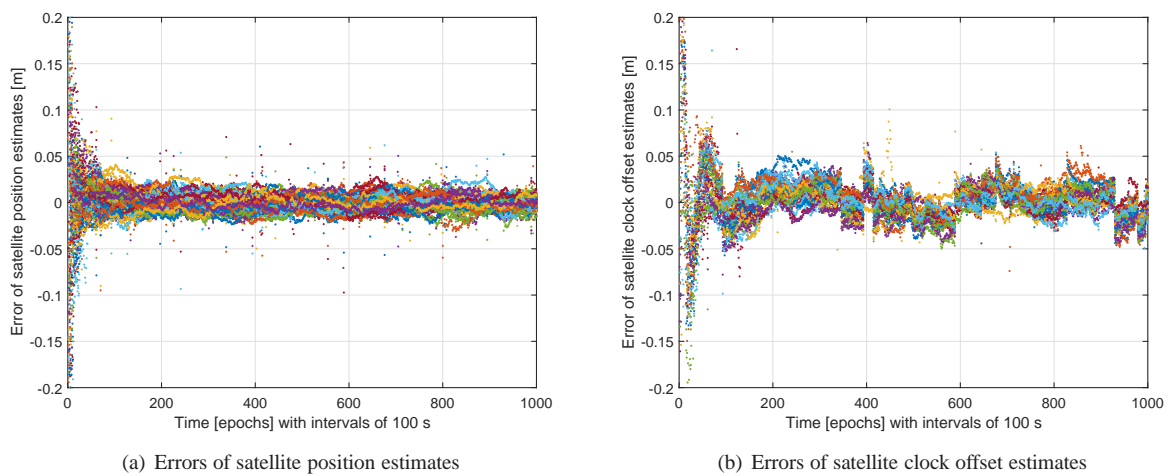 0.2
0.15
0.1
0.05
0
-0.05
-0.1
-0.15
-0.2
Error of satellite position estimates [m]
0 200 400 600 800 1000
Time [epochs] with intervals of 100 s
(a) Errors of satellite position estimates
0.2
0.15
0.1
0.05
0
-0.05
-0.1
-0.15
-0.2
Error of satellite clock offset estimates [m]
0 200 400 600 800 1000
Time [epochs] with intervals of 100 s
(b) Errors of satellite clock offset estimates